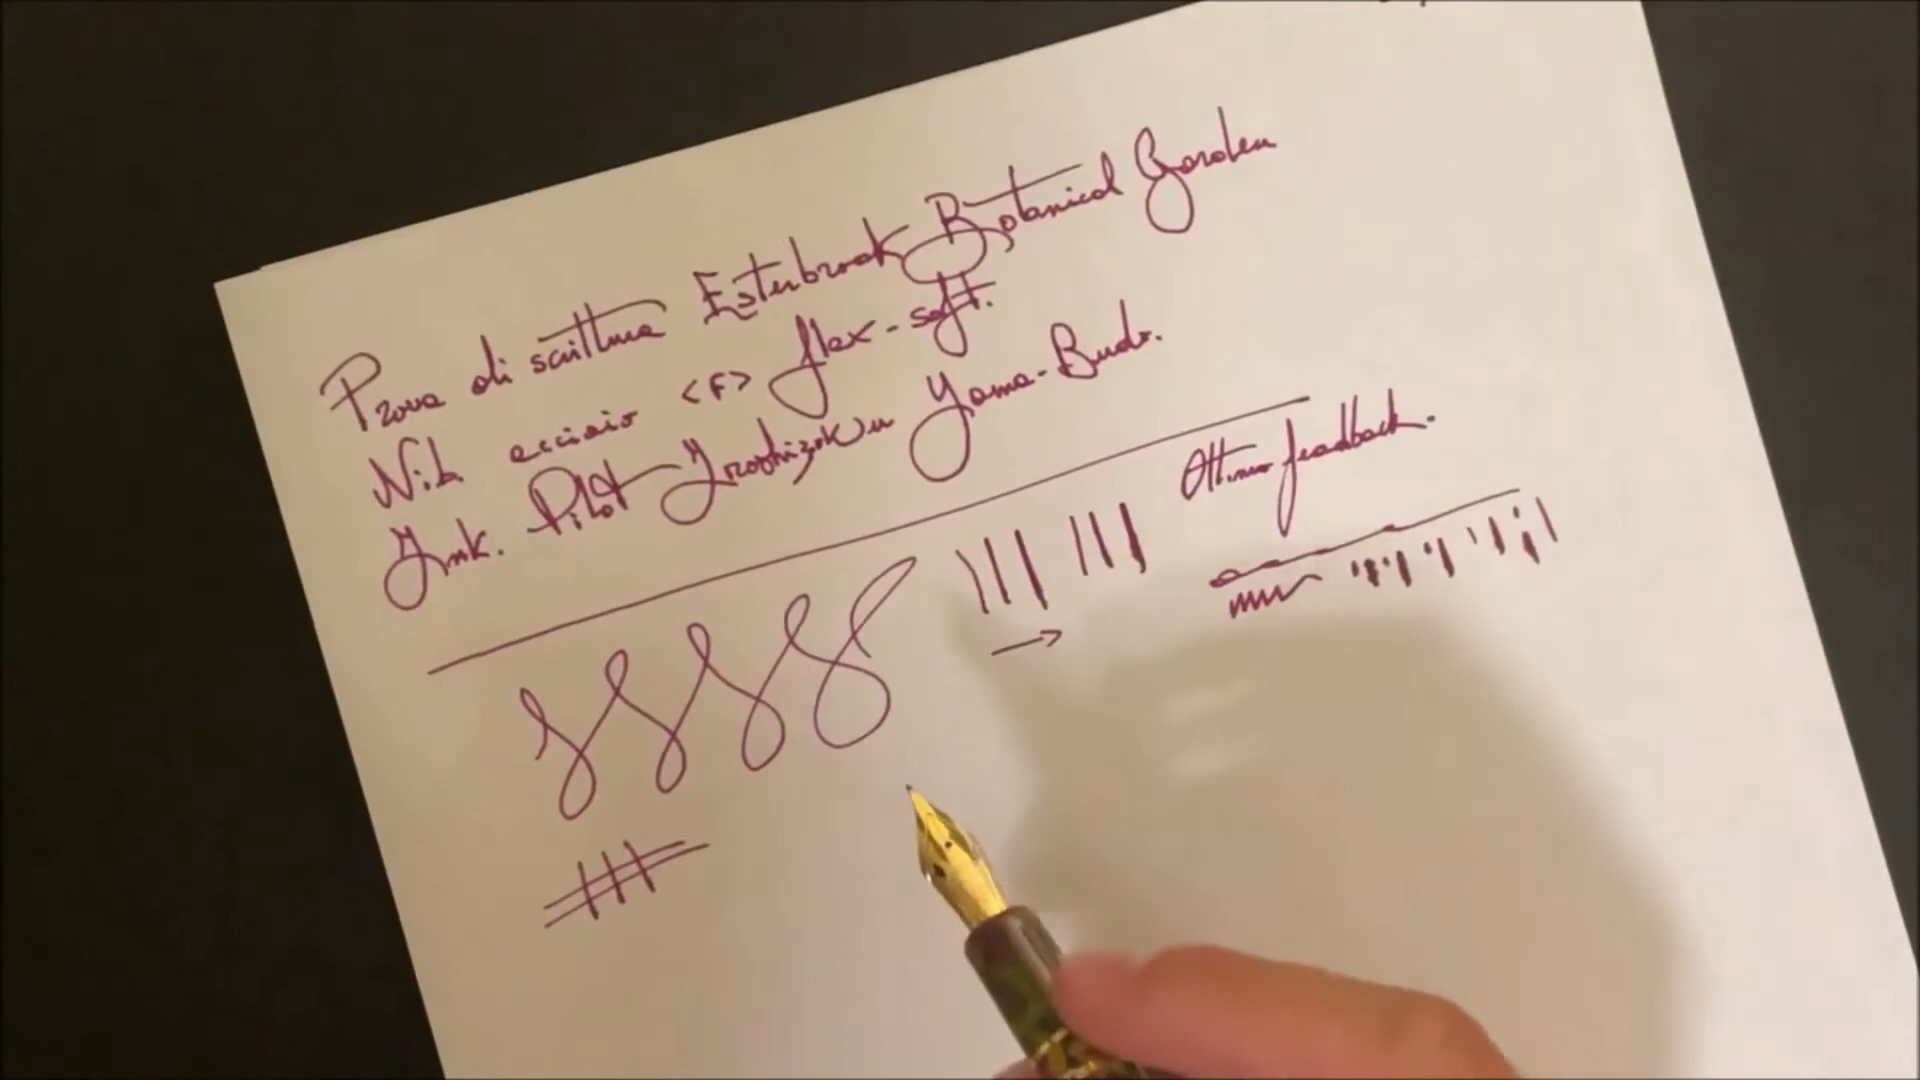 Prova di scrittura Esterbrook Botanical Garden
Nib acciaio <F> flex-soft.
Ink. Pilot Iroshizuku Yama-Budo.
Ottimo feedback.